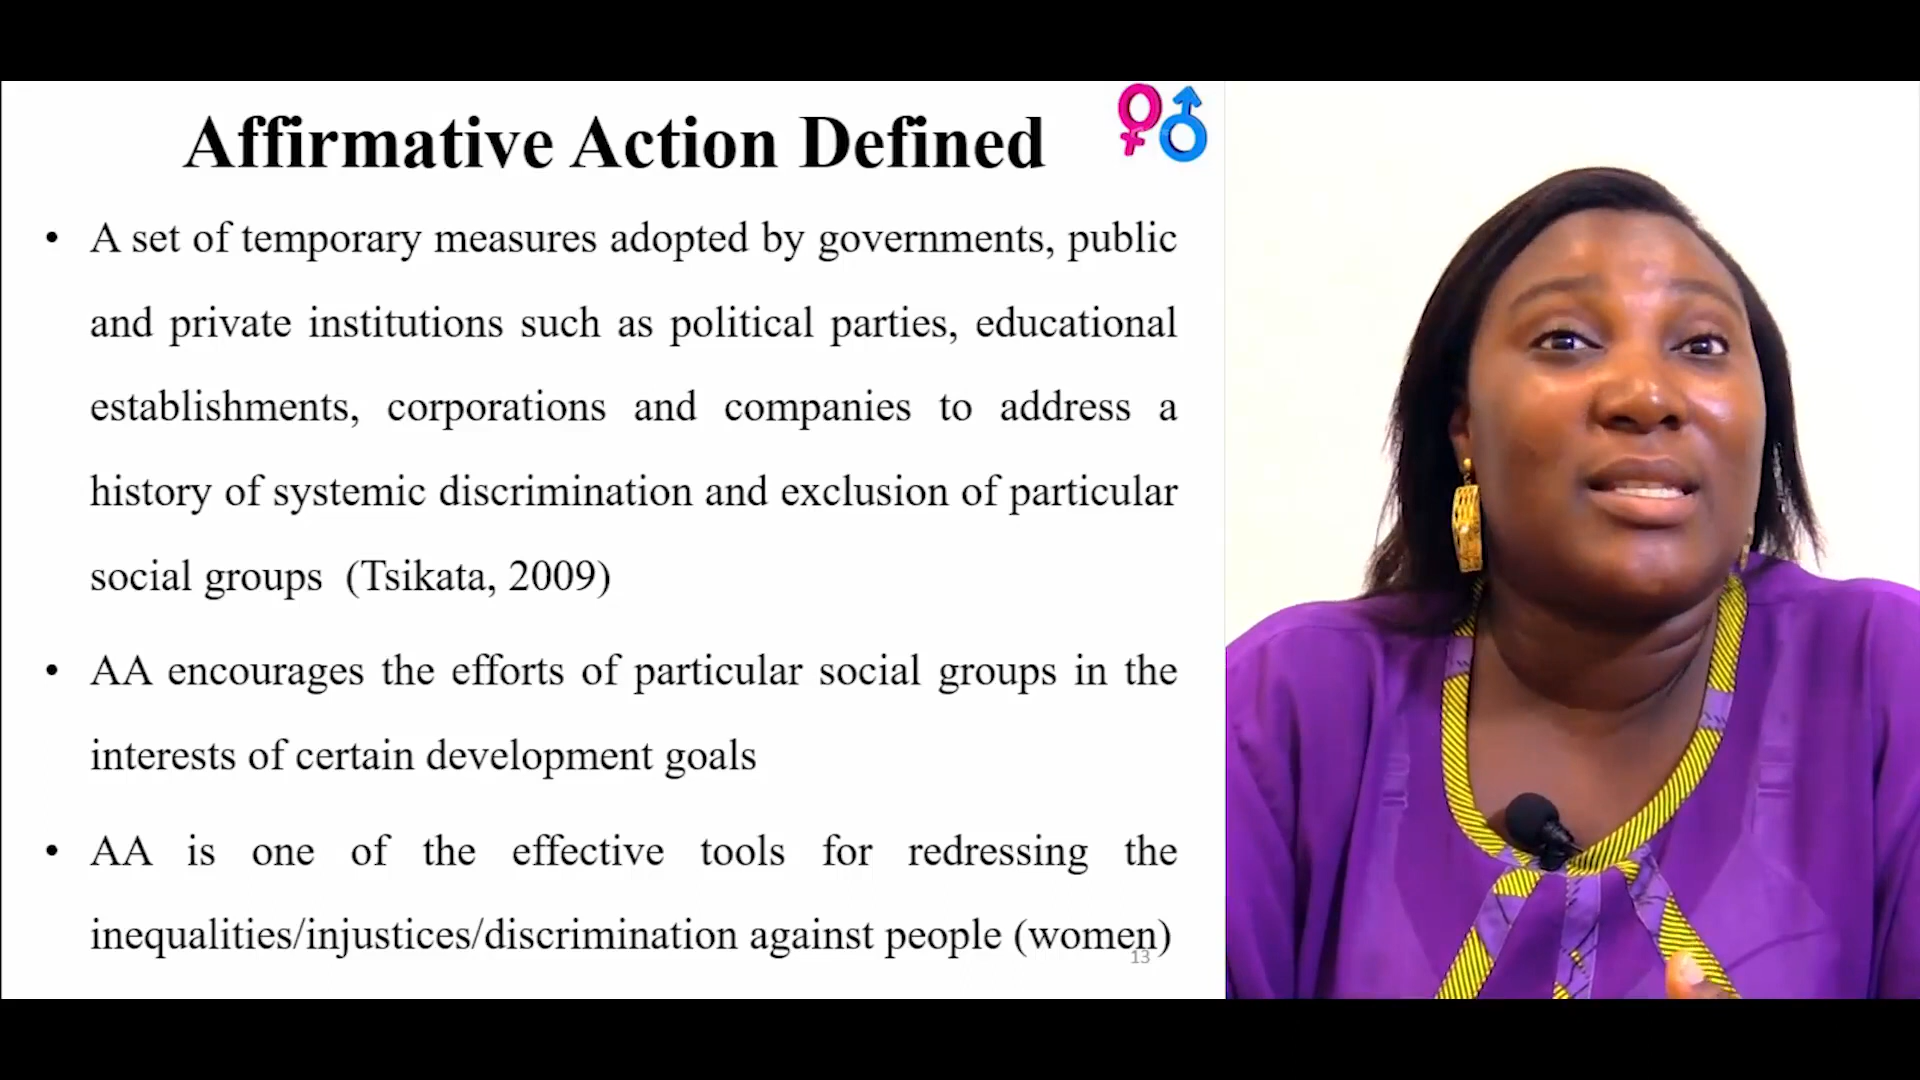 Affirmative Action Defined
• A set of temporary measures adopted by governments, public
and private institutions such as political parties, educational
establishments, corporations and companies to address a
history of systemic discrimination and exclusion of particular
social groups (Tsikata, 2009)
• AA encourages the efforts of particular social groups in the
interests of certain development goals
• AA is one of the effective tools for redressing the
inequalities/injustices/discrimination against people (women)
13